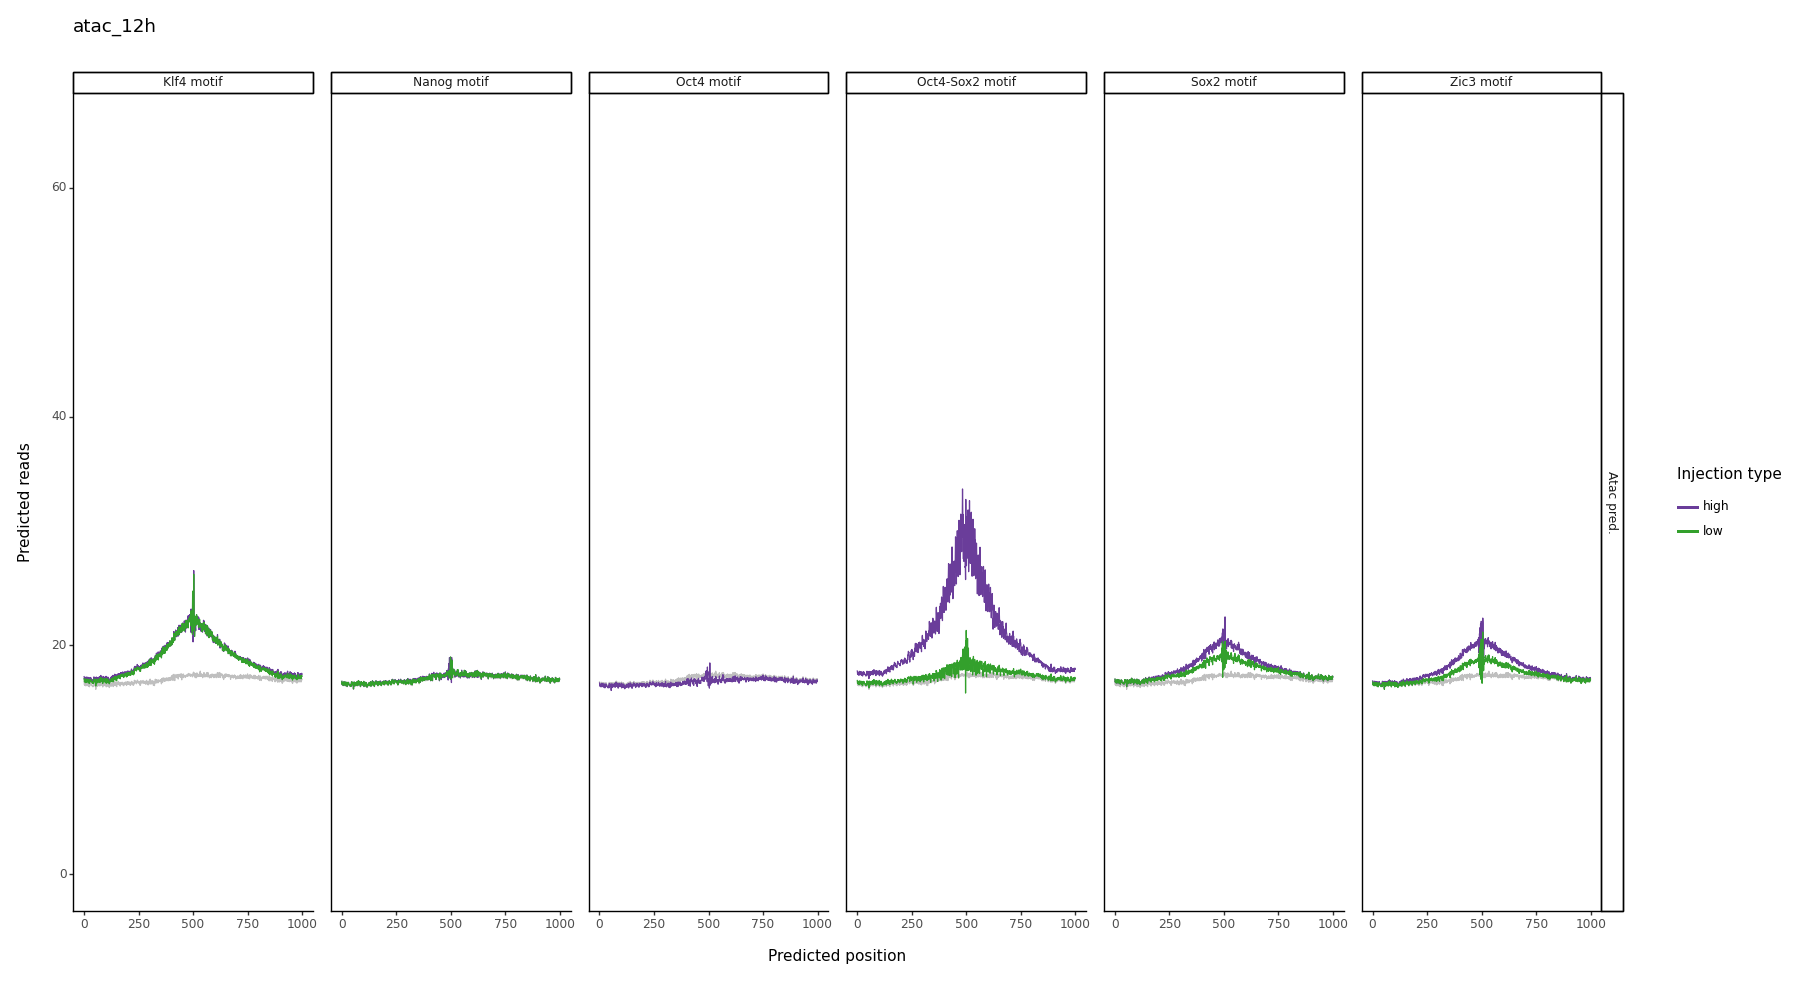 atac_12h
Klf4 motif
Nanog motif
Oct4 motif
Oct4-Sox2 motif
Sox2 motif
Zic3 motif
60
40
20
0
Predicted reads
Atac pred.
Injection type
high
low
0 250 500 750 1000
0 250 500 750 1000
0 250 500 750 1000
0 250 500 750 1000
0 250 500 750 1000
0 250 500 750 1000
Predicted position